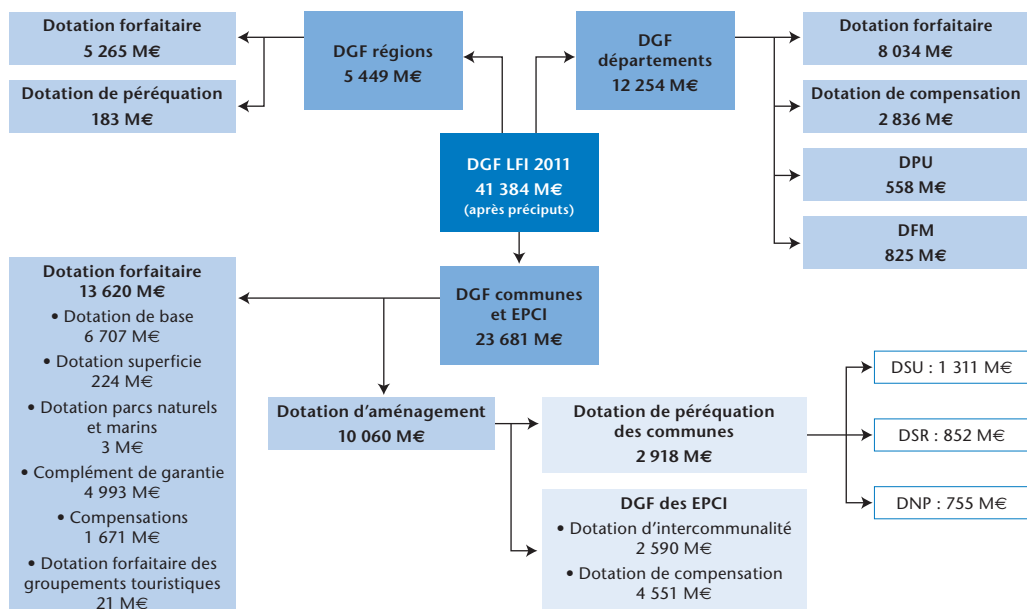 Dotation forfaitaire
5 265 M€
Dotation de péréquation
183 M€
DGF régions
5 449 M€
DGF
départements
12 254 M€
Dotation forfaitaire
8 034 M€
Dotation de compensation
2 836 M€
DPU
558 M€
DFM
825 M€
DGF LFI 2011
41 384 M€
(après préciputs)
DGF communes
et EPCI
23 681 M€
Dotation forfaitaire
13 620 M€
• Dotation de base
6 707 M€
• Dotation superficie
224 M€
• Dotation parcs naturels
et marins
3 M€
• Complément de garantie
4 993 M€
• Compensations
1 671 M€
• Dotation forfaitaire des
groupements touristiques
21 M€
Dotation d'aménagement
10 060 M€
Dotation de péréquation
des communes
2 918 M€
DGF des EPCI
• Dotation d'intercommunalité
2 590 M€
• Dotation de compensation
4 551 M€
DSU : 1 311 M€
DSR : 852 M€
DNP : 755 M€